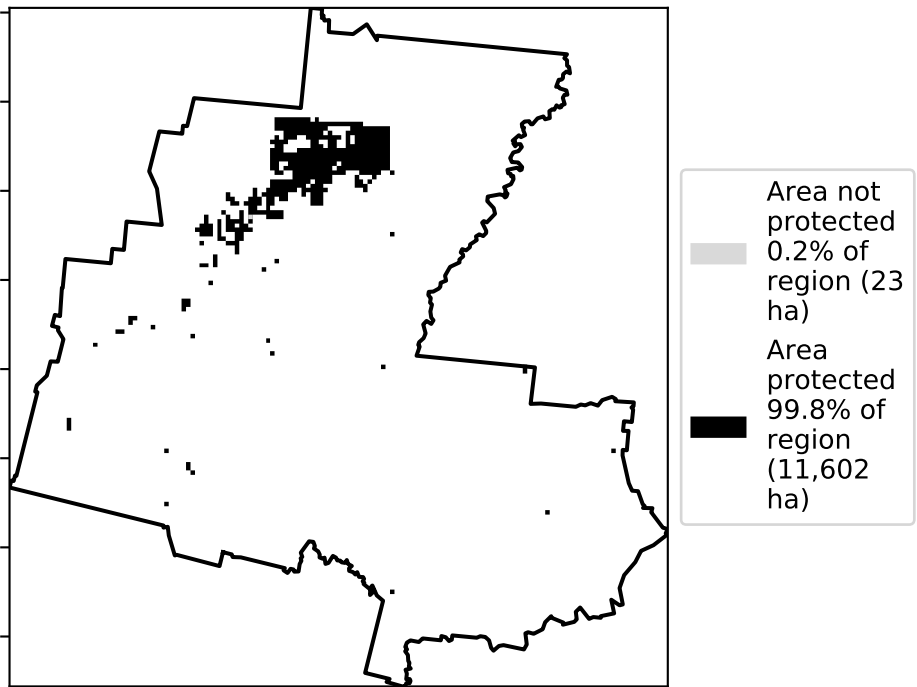 Area not
protected
0.2% of
region (23
ha)
Area
protected
99.8% of
region
(11,602
ha)